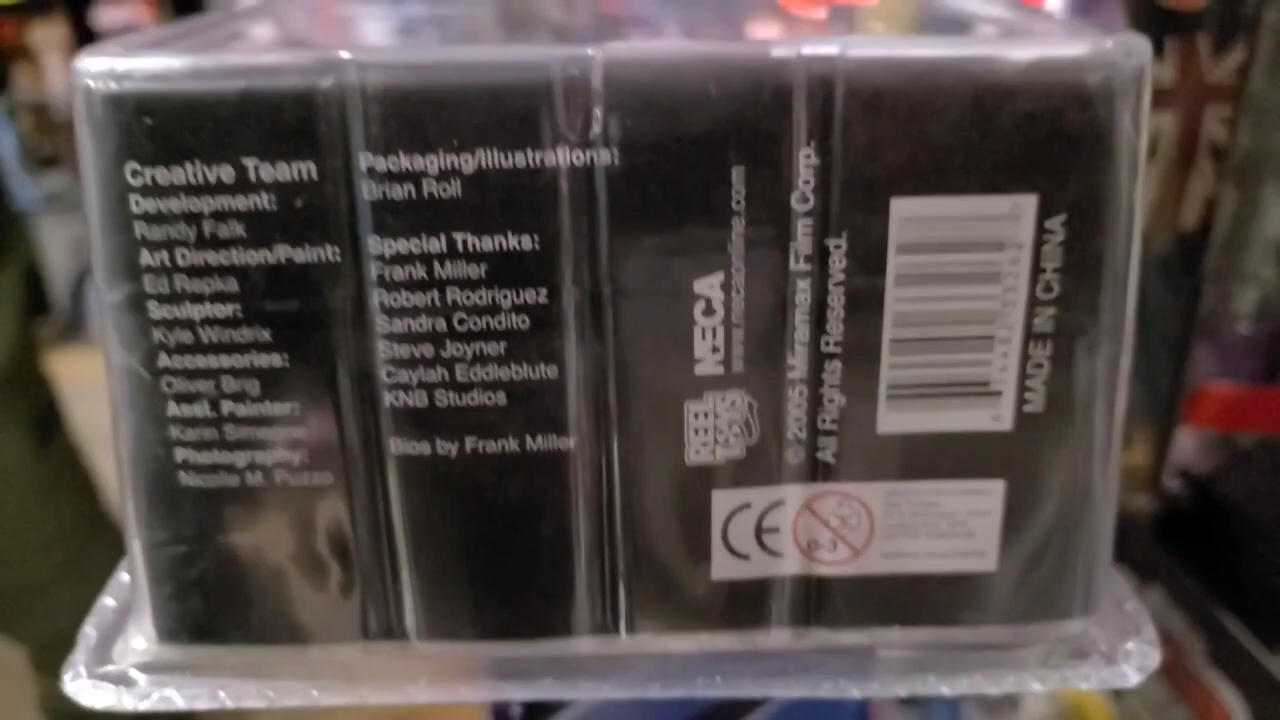 Creative Team
Development:
Randy Falk
Art Direction/Paint:
Ed Repka
Sculptor:
Kyle Windrix
Accessories:
Oliver Brig
Asst. Painter:
Karin
Photography:
Nicole M.
Packaging/Illustrations:
Brian Roll
Special Thanks:
Frank Miller
Robert Rodriguez
Sandra Condito
Steve Joyner
Caylah Eddleblute
KNB Studios
Bios by Frank Miller
REEL
TOYS
NECA
www.necaonline.com
© 2005 Miramax Film Corp.
All Rights Reserved.
MADE IN CHINA
CE
0-3